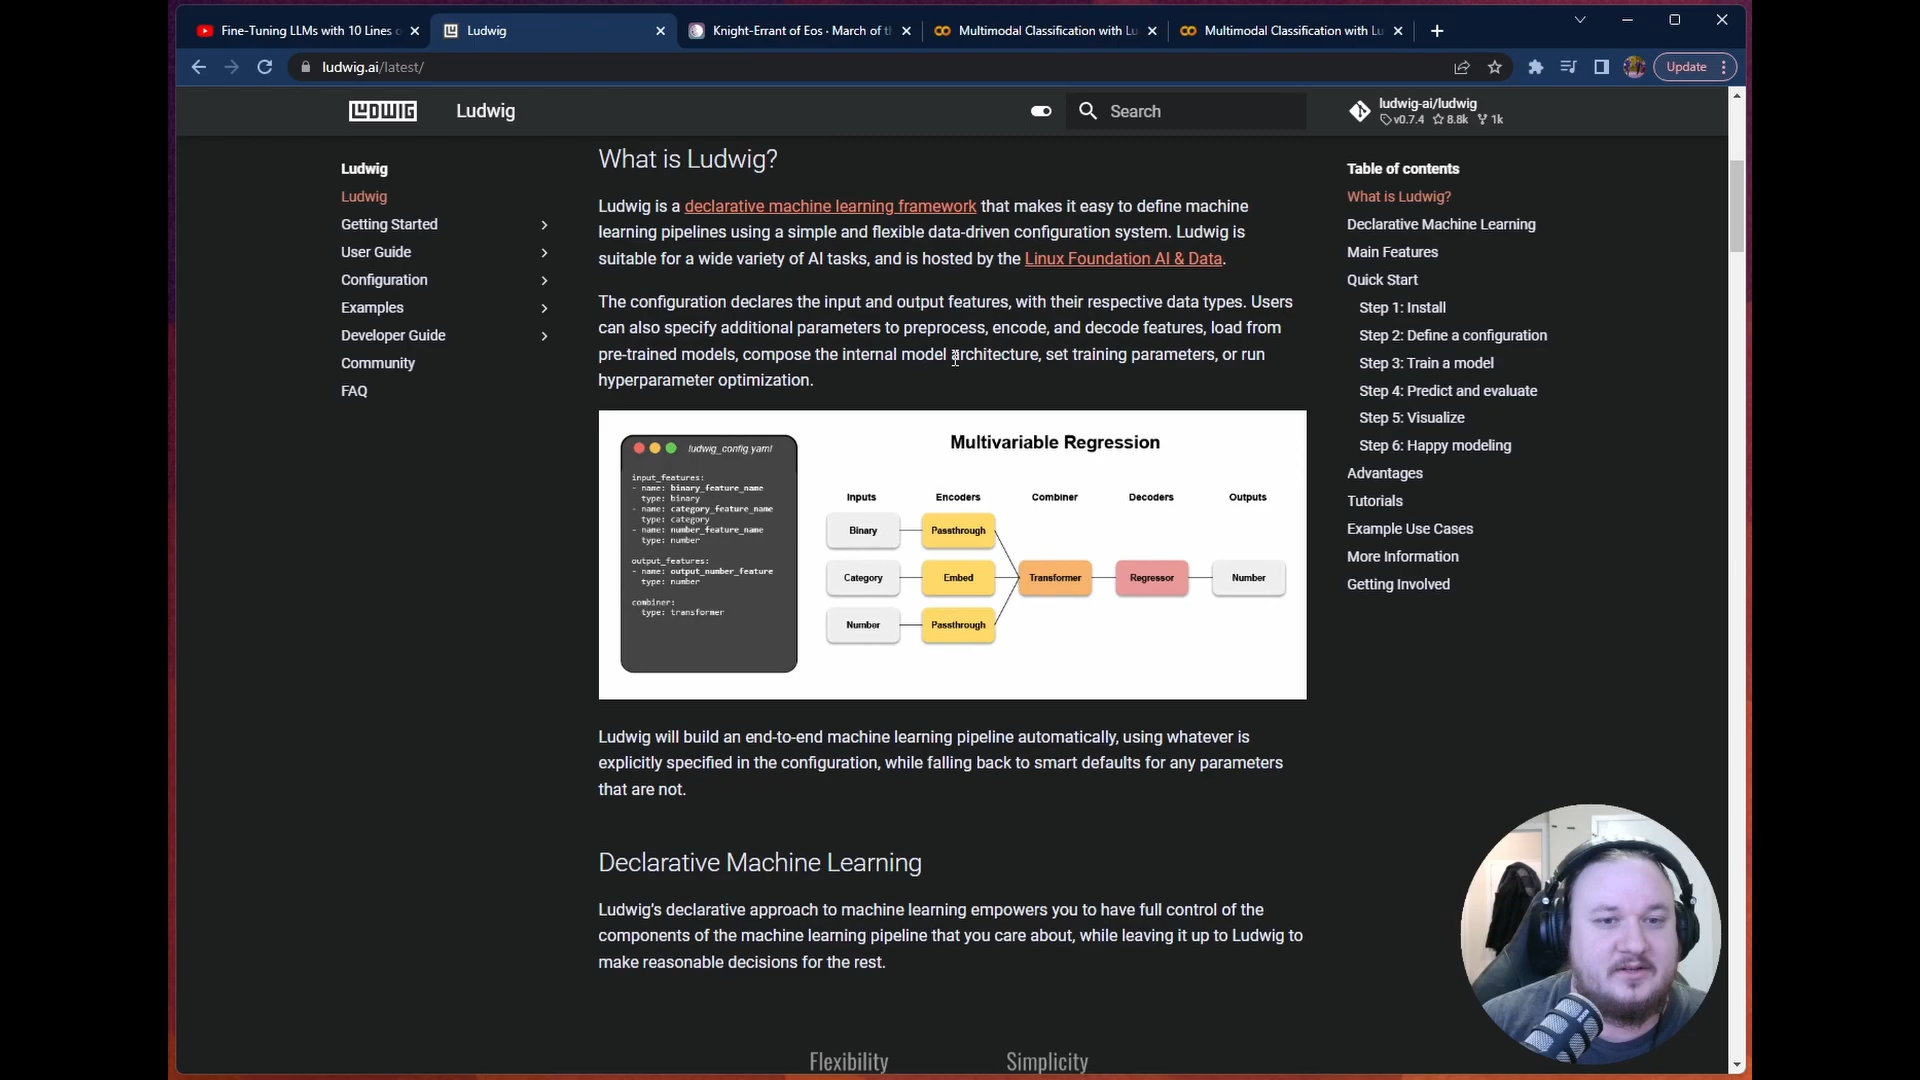 Fine-Tuning LLMs with 10 Lines o
Ludwig
Knight-Errant of Eos · March of th
Multimodal Classification with Lu
Multimodal Classification with Lu
ludwig.ai/latest/
Update
LUDWIG
Ludwig
Search
ludwig-ai/ludwig
v0.7.4 8.8k 1k
Ludwig
Ludwig
Getting Started
User Guide
Configuration
Examples
Developer Guide
Community
FAQ
What is Ludwig?
Ludwig is a declarative machine learning framework that makes it easy to define machine
learning pipelines using a simple and flexible data-driven configuration system. Ludwig is
suitable for a wide variety of AI tasks, and is hosted by the Linux Foundation AI & Data.
The configuration declares the input and output features, with their respective data types. Users
can also specify additional parameters to preprocess, encode, and decode features, load from
pre-trained models, compose the internal model architecture, set training parameters, or run
hyperparameter optimization.
ludwig_config.yaml
input_features:
- name: binary_feature_name
type: binary
- name: category_feature_name
type: category
- name: number_feature_name
type: number
output_features:
- name: output_number_feature
type: number
combiner:
type: transformer
Multivariable Regression
Inputs Encoders Combiner Decoders Outputs
Binary Passthrough
Category Embed Transformer Regressor Number
Number Passthrough
Ludwig will build an end-to-end machine learning pipeline automatically, using whatever is
explicitly specified in the configuration, while falling back to smart defaults for any parameters
that are not.
Declarative Machine Learning
Ludwig's declarative approach to machine learning empowers you to have full control of the
components of the machine learning pipeline that you care about, while leaving it up to Ludwig to
make reasonable decisions for the rest.
Flexibility Simplicity
Table of contents
What is Ludwig?
Declarative Machine Learning
Main Features
Quick Start
Step 1: Install
Step 2: Define a configuration
Step 3: Train a model
Step 4: Predict and evaluate
Step 5: Visualize
Step 6: Happy modeling
Advantages
Tutorials
Example Use Cases
More Information
Getting Involved